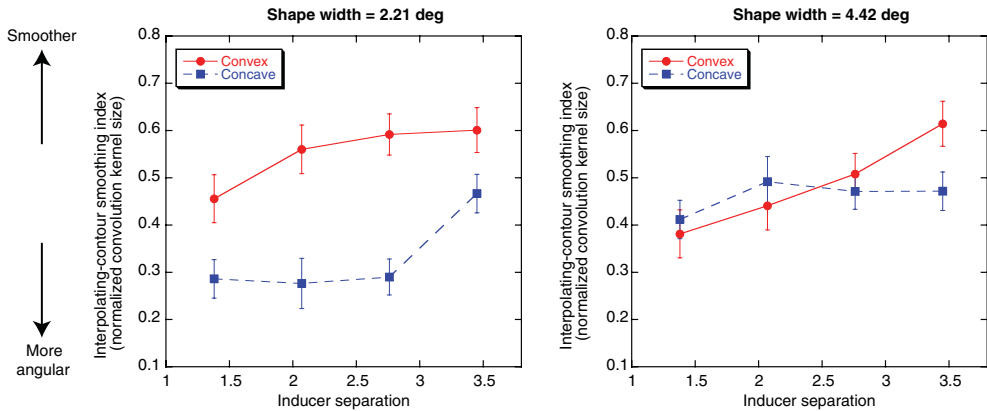 Smoother
More
angular
Shape width = 2.21 deg
Interpolating-contour smoothing index
(normalized convolution kernel size)
0.8
0.7
0.6
0.5
0.4
0.3
0.2
0.1
Convex
Concave
1
1.5
2
2.5
3
3.5
Inducer separation
Shape width = 4.42 deg
Interpolating-contour smoothing index
(normalized convolution kernel size)
0.8
0.7
0.6
0.5
0.4
0.3
0.2
0.1
Convex
Concave
1
1.5
2
2.5
3
3.5
Inducer separation